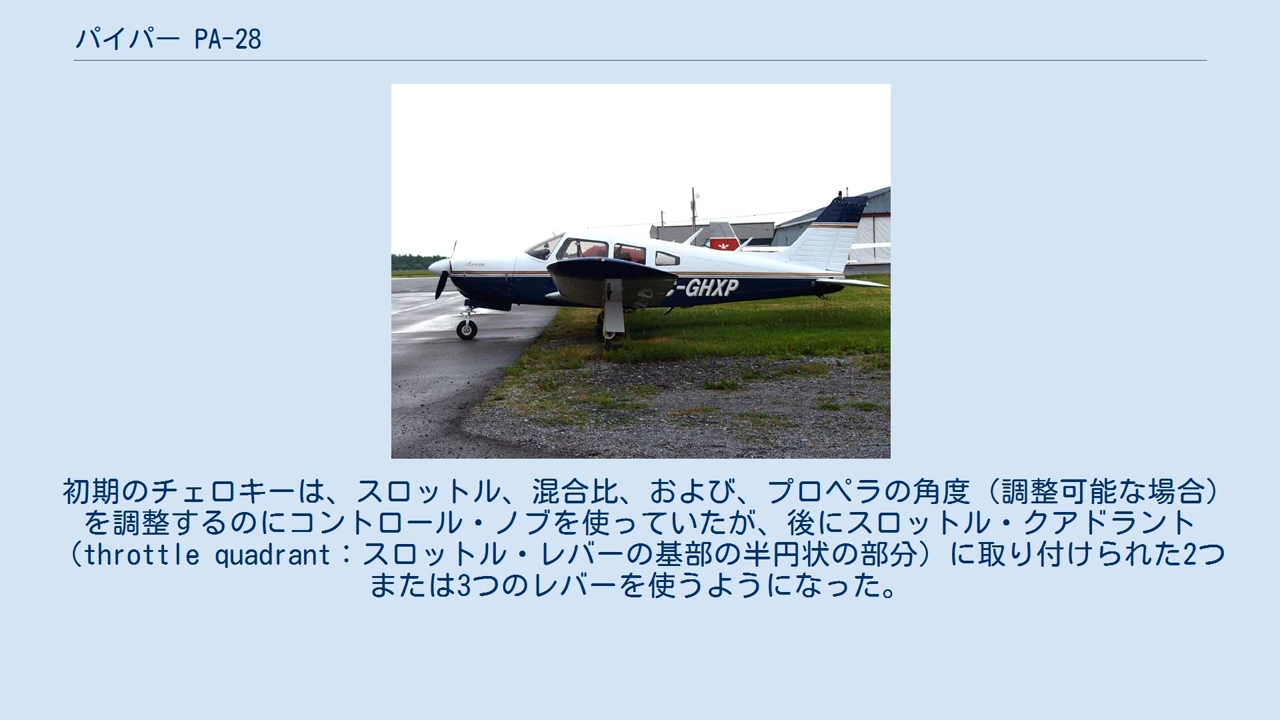 パイパー PA-28
Arrow
-GHXP
初期のチェロキーは、スロットル、混合比、および、プロペラの角度（調整可能な場合）
を調整するのにコントロール・ノブを使っていたが、後にスロットル・クアドラント
（throttle quadrant：スロットル・レバーの基部の半円状の部分）に取り付けられた2つ
または3つのレバーを使うようになった。